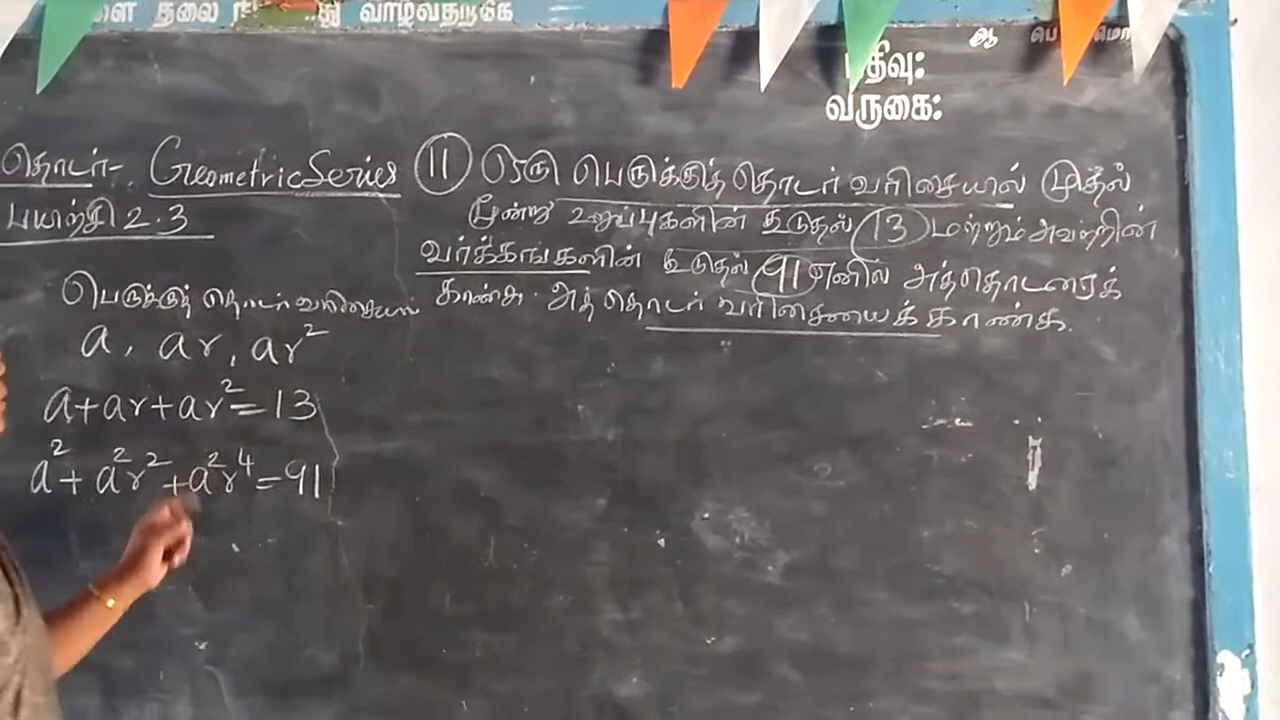 தலை
வாழ்வதற்கே
ஆ பெ மொ
பதிவு:
வருகை:
தொடர்- Geometric Series
பயிற்சி 2.3
(11) ஒரு பெருக்குத் தொடர் வரிசையில் முதல்
மூன்று உறுப்புகளின் கூடுதல் 13 மற்றும் அவற்றின்
வர்க்கங்களின் கூடுதல் 91 எனில் அத்தொடரைக்
காண்க. அத் தொடர் வரிசையைக் காண்க.
பெருக்குத் தொடர் வரிசையில்
a, ar, ar²
a+ar+ar²=13
a²+a²r²+a²r⁴=91